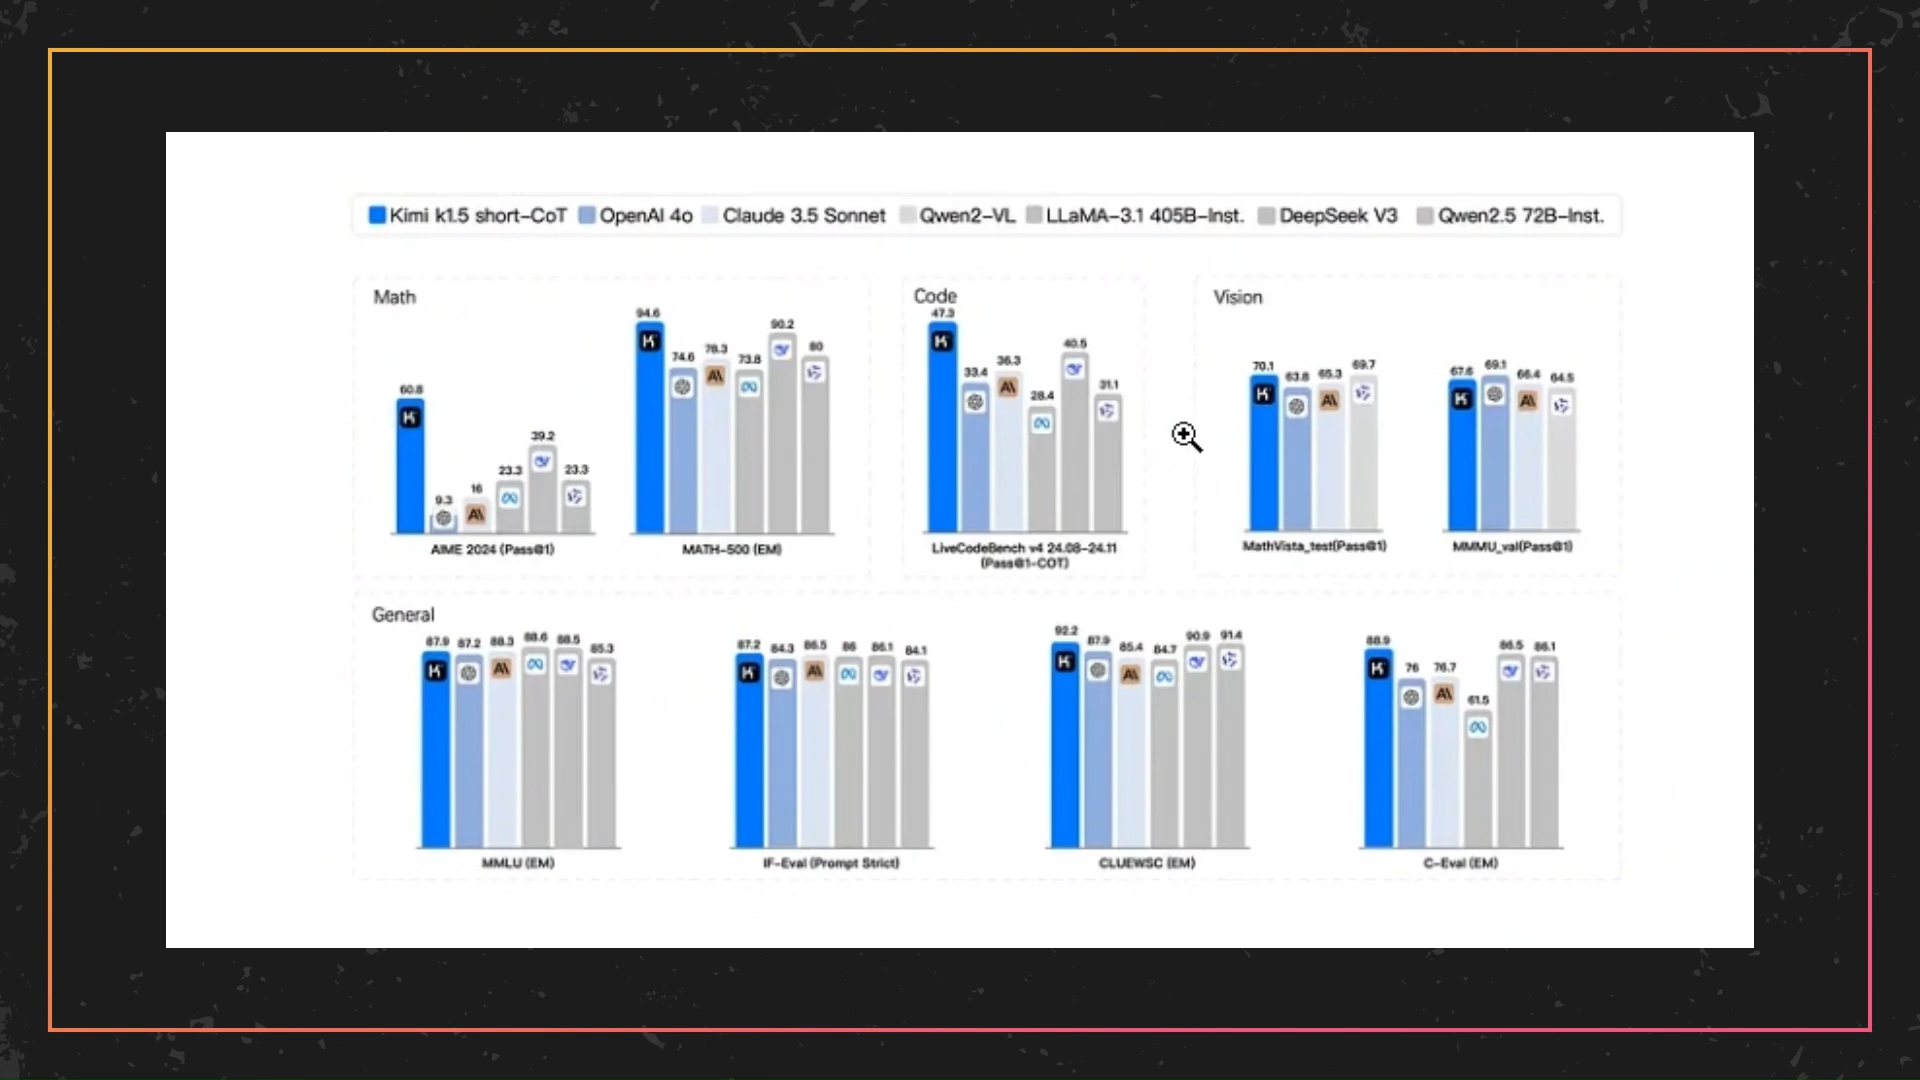 Kimi k1.5 short-CoT OpenAI 4o Claude 3.5 Sonnet Qwen2-VL LLaMA-3.1 405B-Inst. DeepSeek V3 Qwen2.5 72B-Inst.
Math
60.8 9.3 16 23.3 39.2 23.3
AIME 2024 (Pass@1)
94.6 74.6 78.3 73.8 90.2 80
MATH-500 (EM)
Code
47.3 33.4 36.3 28.4 40.5 31.1
LiveCodeBench v4 24.08-24.11
(Pass@1-COT)
Vision
70.1 63.8 65.3 69.7
MathVista_test(Pass@1)
67.6 69.1 66.4 64.5
MMMU_val(Pass@1)
General
87.9 87.2 88.3 88.6 88.5 85.3
MMLU (EM)
87.2 84.3 86.5 86 86.1 84.1
IF-Eval (Prompt Strict)
92.2 87.9 85.4 84.7 90.9 91.4
CLUEWSC (EM)
88.9 76 76.7 61.5 86.5 86.1
C-Eval (EM)